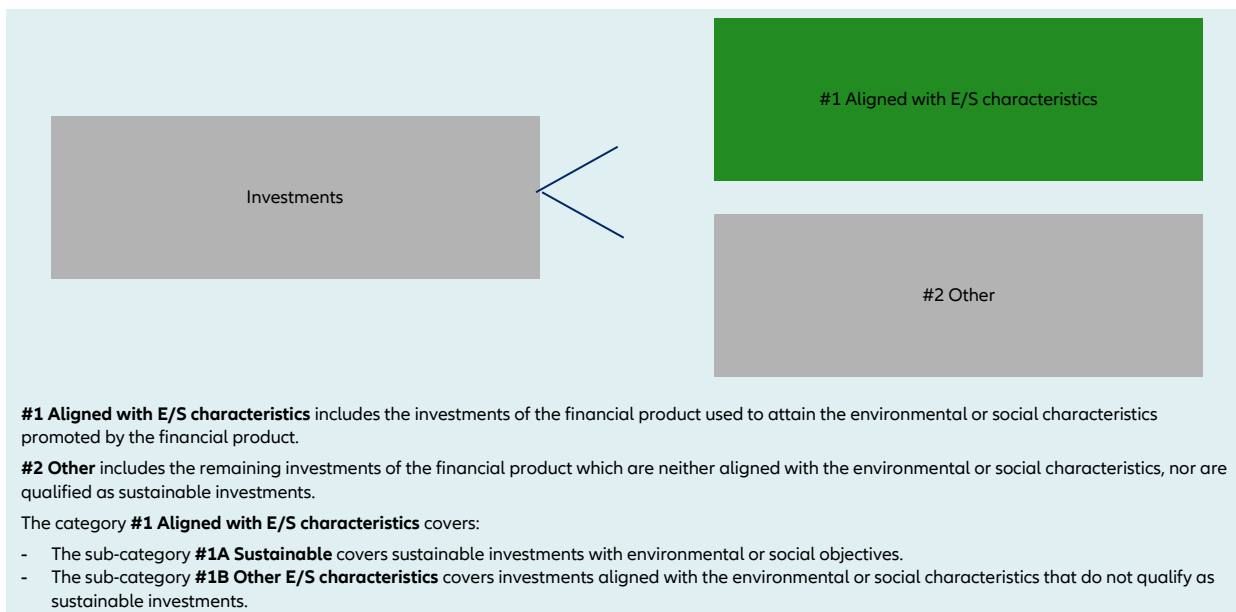 #1 Aligned with E/S characteristics
Investments
#2 Other
#1 Aligned with E/S characteristics includes the investments of the financial product used to attain the environmental or social characteristics
promoted by the financial product.
#2 Other includes the remaining investments of the financial product which are neither aligned with the environmental or social characteristics, nor are
qualified as sustainable investments.
The category #1 Aligned with E/S characteristics covers:
- The sub-category #1A Sustainable covers sustainable investments with environmental or social objectives.
- The sub-category #1B Other E/S characteristics covers investments aligned with the environmental or social characteristics that do not qualify as
sustainable investments.